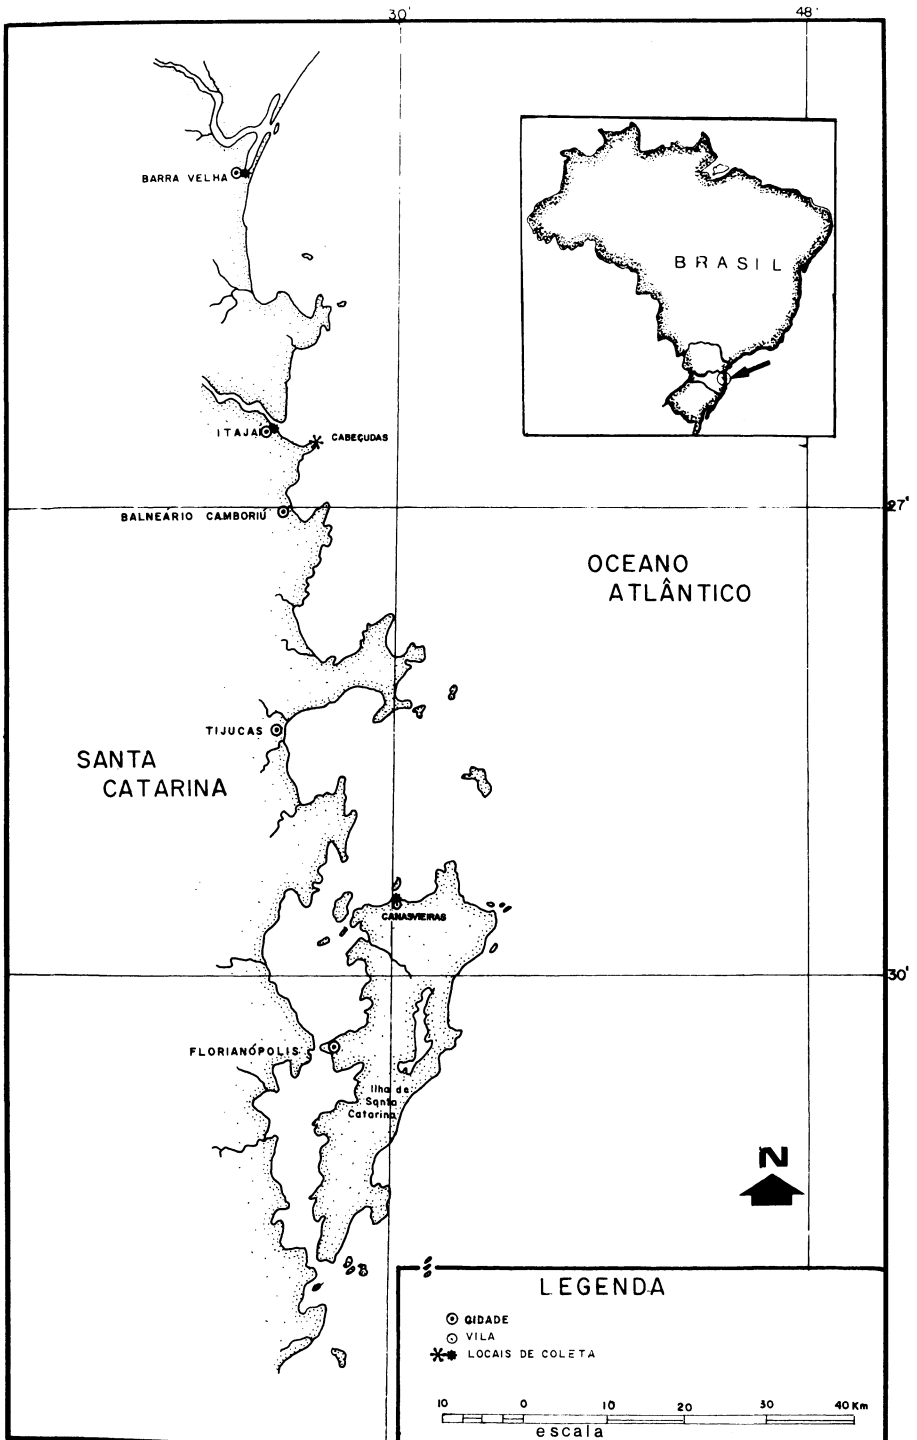 30'
48°
BARRA VELHA
BRASIL
ITAJAÍ
CABEÇUDAS
27°
BALNEÁRIO CAMBORIÚ
OCEANO
ATLÂNTICO
TIJUCAS
SANTA
CATARINA
CANASVIEIRAS
30'
FLORIANÓPOLIS
Ilha de
Santa
Catarina
N
LEGENDA
CIDADE
VILA
LOCAIS DE COLETA
10 0 10 20 30 40 Km
escala